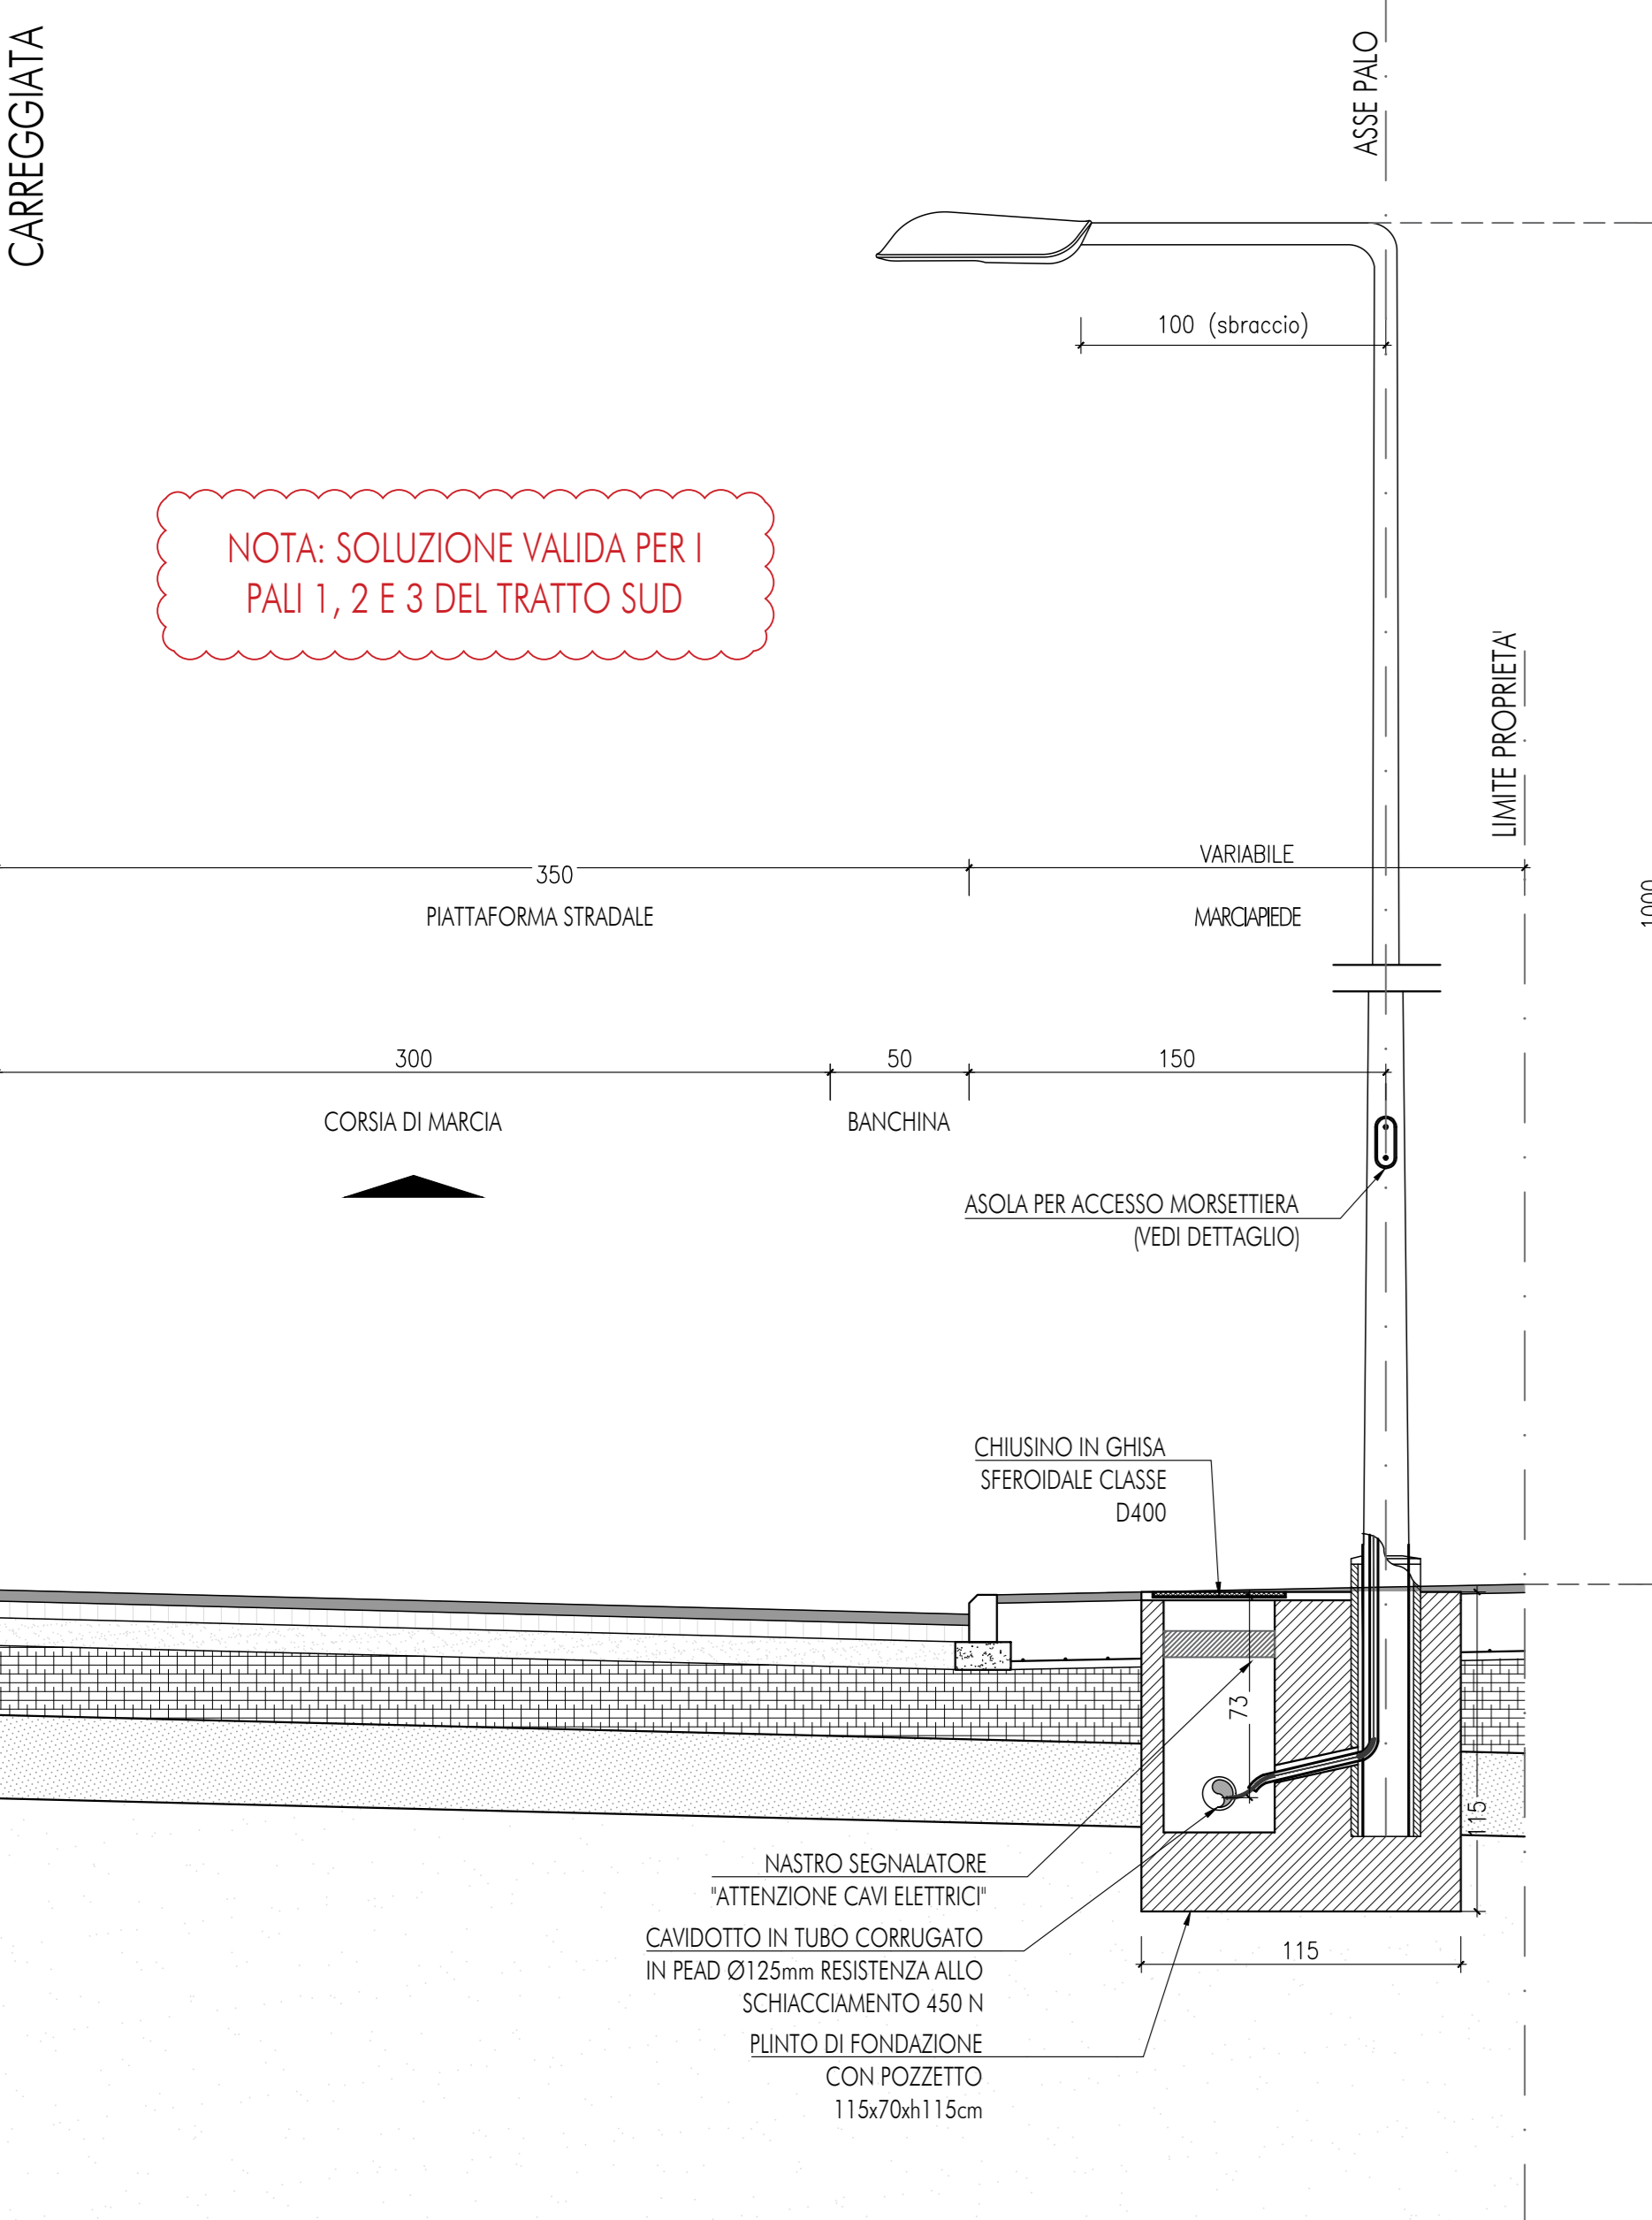 CARREGGIATA
ASSE PALO
100 (sbraccio)
NOTA: SOLUZIONE VALIDA PER I
PALI 1, 2 E 3 DEL TRATTO SUD
LIMITE PROPRIETA'
350
VARIABILE
PIATTAFORMA STRADALE
MARCIAPIEDE
1000
300
50
150
CORSIA DI MARCIA
BANCHINA
ASOLA PER ACCESSO MORSETTIERA
(VEDI DETTAGLIO)
CHIUSINO IN GHISA
SFEROIDALE CLASSE
D400
73
115
NASTRO SEGNALATORE
"ATTENZIONE CAVI ELETTRICI"
CAVIDOTTO IN TUBO CORRUGATO
IN PEAD Ø125mm RESISTENZA ALLO
SCHIACCIAMENTO 450 N
115
PLINTO DI FONDAZIONE
CON POZZETTO
115x70xh115cm